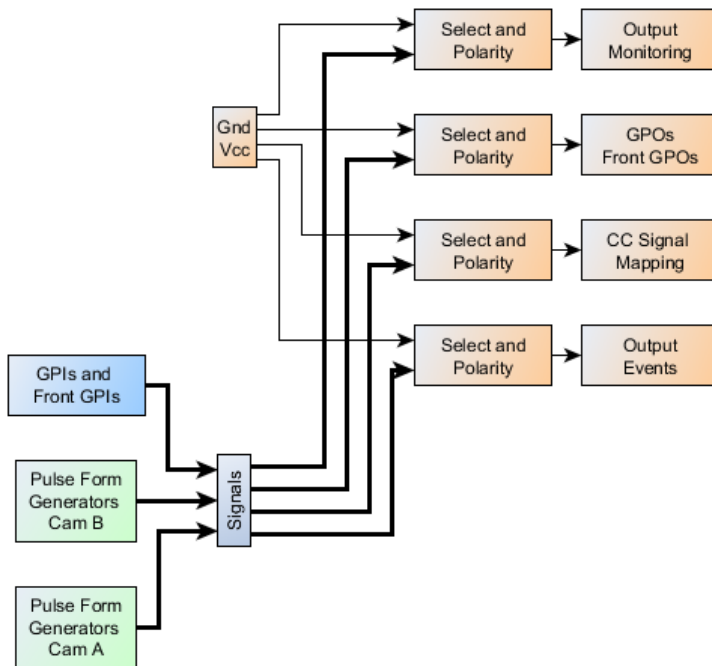 Select and
Polarity
Output
Monitoring
Gnd
Vcc
Select and
Polarity
GPOs
Front GPOs
Select and
Polarity
CC Signal
Mapping
Select and
Polarity
Output
Events
GPIs and
Front GPIs
Signals
Pulse Form
Generators
Cam B
Pulse Form
Generators
Cam A